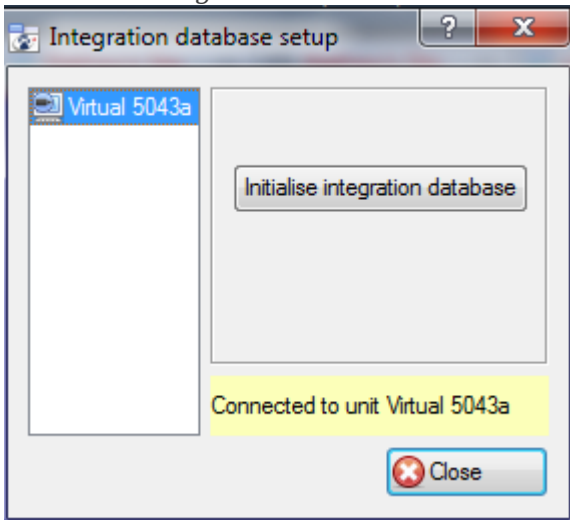 Integration database setup
?
X
Virtual 5043a
Initialise integration database
Connected to unit Virtual 5043a
Close